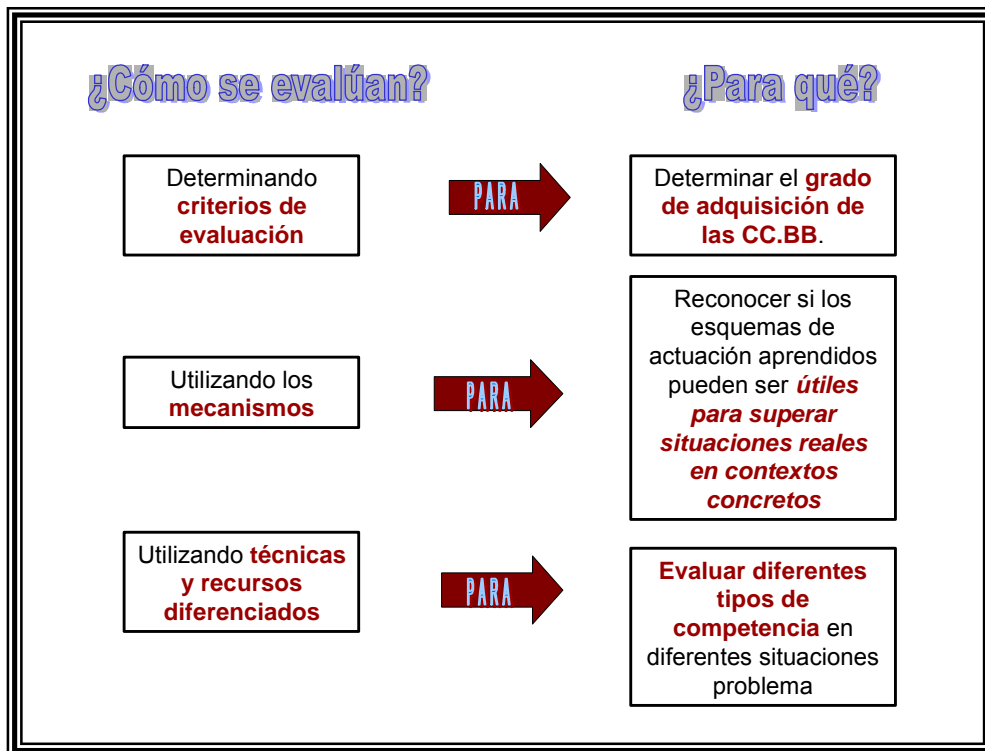 ¿Cómo se evalúan?
¿Para qué?
Determinando
criterios de
evaluación
PARA
Determinar el grado
de adquisición de
las CC.BB.
Utilizando los
mecanismos
PARA
Reconocer si los
esquemas de
actuación aprendidos
pueden ser útiles
para superar
situaciones reales
en contextos
concretos
Utilizando técnicas
y recursos
diferenciados
PARA
Evaluar diferentes
tipos de
competencia en
diferentes situaciones
problema